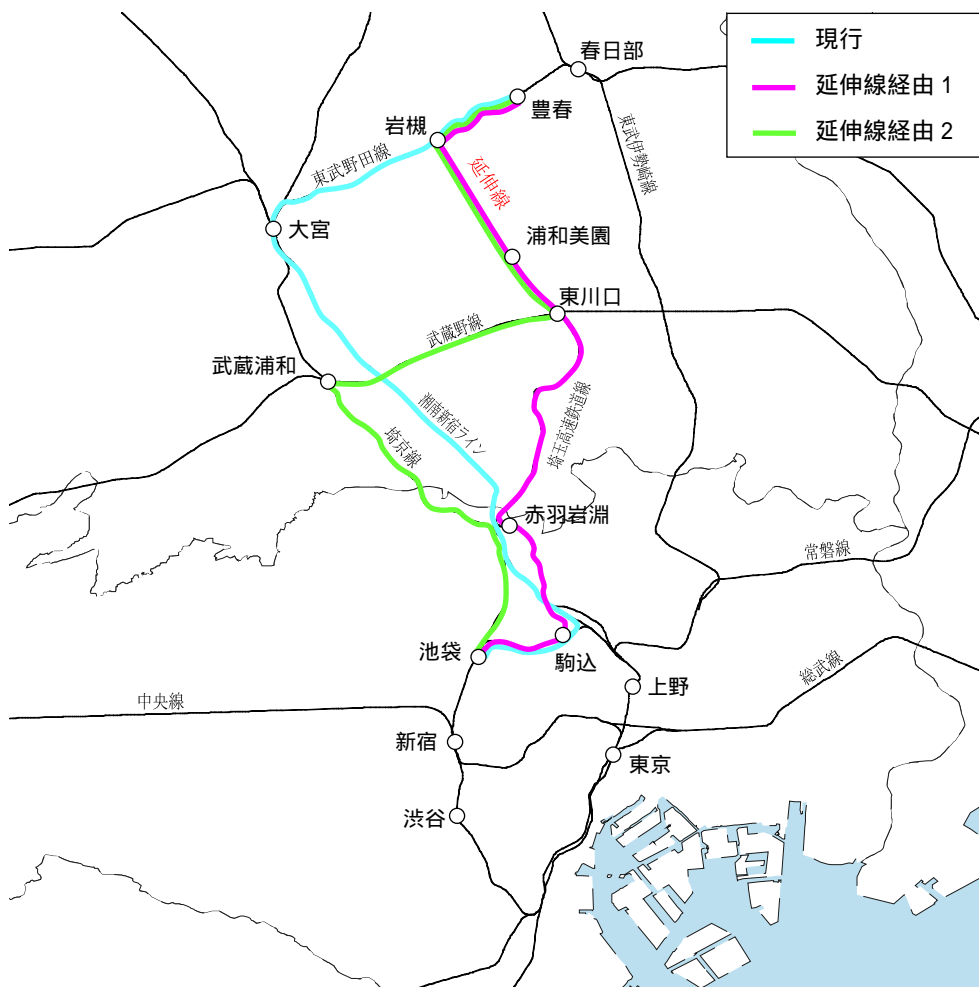 現行
延伸線経由1
延伸線経由2
春日部
豊春
岩槻
東武野田線
東武伊勢崎線
延伸線
大宮
浦和美園
東川口
武蔵野線
武蔵浦和
湘南新宿ライン
埼玉高速鉄道線
埼京線
赤羽岩淵
常磐線
池袋
駒込
上野
総武線
中央線
新宿
東京
渋谷